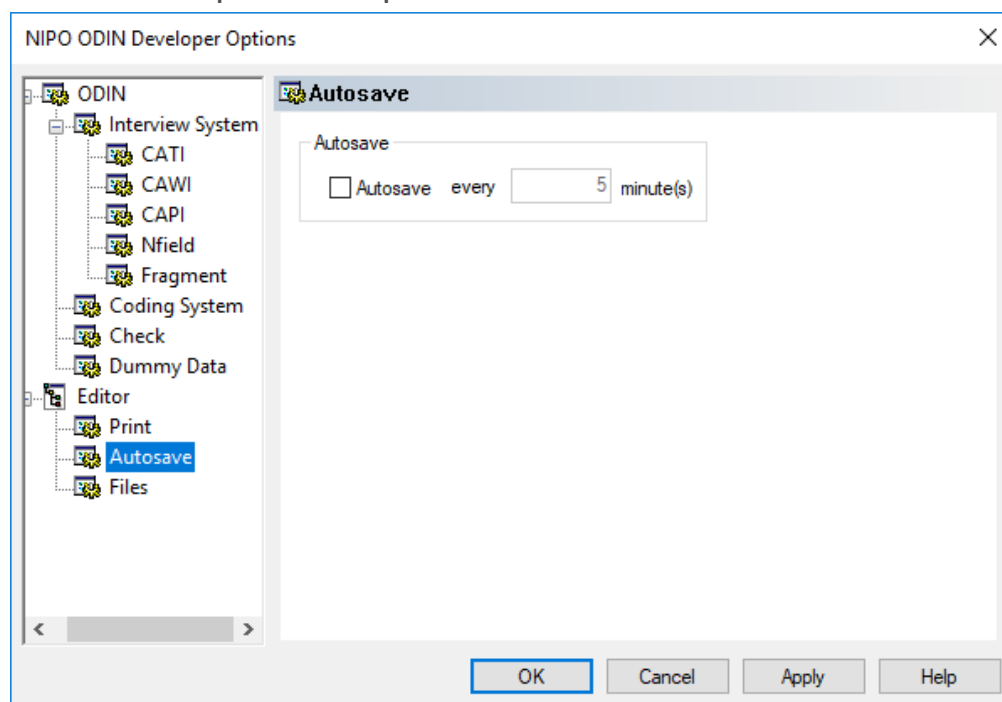 NIPO ODIN Developer Options
ODIN
Interview System
CATI
CAWI
CAPI
Nfield
Fragment
Coding System
Check
Dummy Data
Editor
Print
Autosave
Files
Autosave
Autosave
Autosave every 5 minute(s)
OK Cancel Apply Help